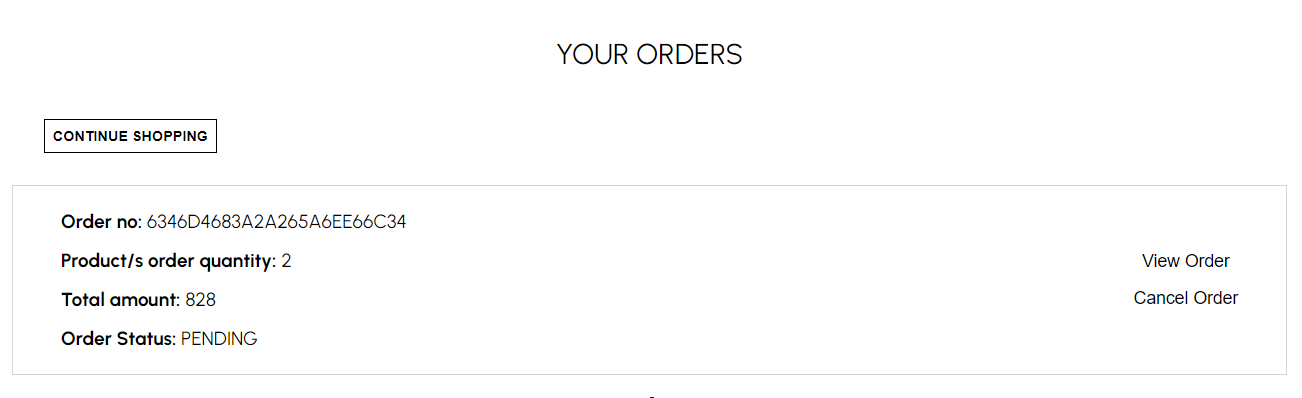 YOUR ORDERS
CONTINUE SHOPPING
Order no: 6346D4683A2A265A6EE66C34
Product/s order quantity: 2
View Order
Total amount: 828
Cancel Order
Order Status: PENDING